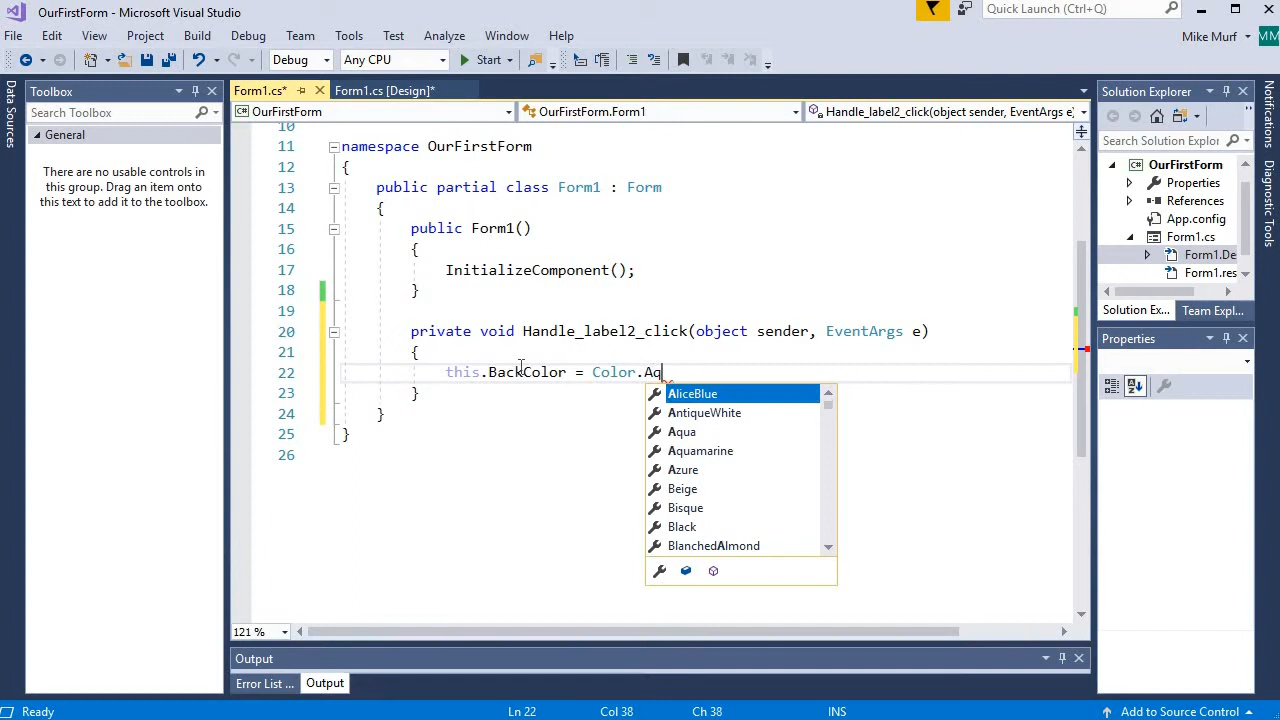 OurFirstForm - Microsoft Visual Studio
Quick Launch (Ctrl+Q)
File Edit View Project Build Debug Team Tools Test Analyze Window Help
Mike Murf MM
Debug Any CPU Start
Toolbox
Search Toolbox
General
There are no usable controls in
this group. Drag an item onto
this text to add it to the toolbox.
Data Sources
Form1.cs* Form1.cs [Design]*
OurFirstForm OurFirstForm.Form1 Handle_label2_click(object sender, EventArgs e)
10
11 namespace OurFirstForm
12 {
13 public partial class Form1 : Form
14 {
15 public Form1()
16 {
17 InitializeComponent();
18 }
19
20 private void Handle_label2_click(object sender, EventArgs e)
21 {
22 this.BackColor = Color.Aq
23 }
24 }
25 }
26
AliceBlue
AntiqueWhite
Aqua
Aquamarine
Azure
Beige
Bisque
Black
BlanchedAlmond
121 %
Output
Error List ... Output
Solution Explorer
Search Solution Explorer
OurFirstForm
Properties
References
App.config
Form1.cs
Form1.De
Form1.res
Solution Ex... Team Expl...
Properties
Notifications
Diagnostic Tools
Ready Ln 22 Col 38 Ch 38 INS Add to Source Control